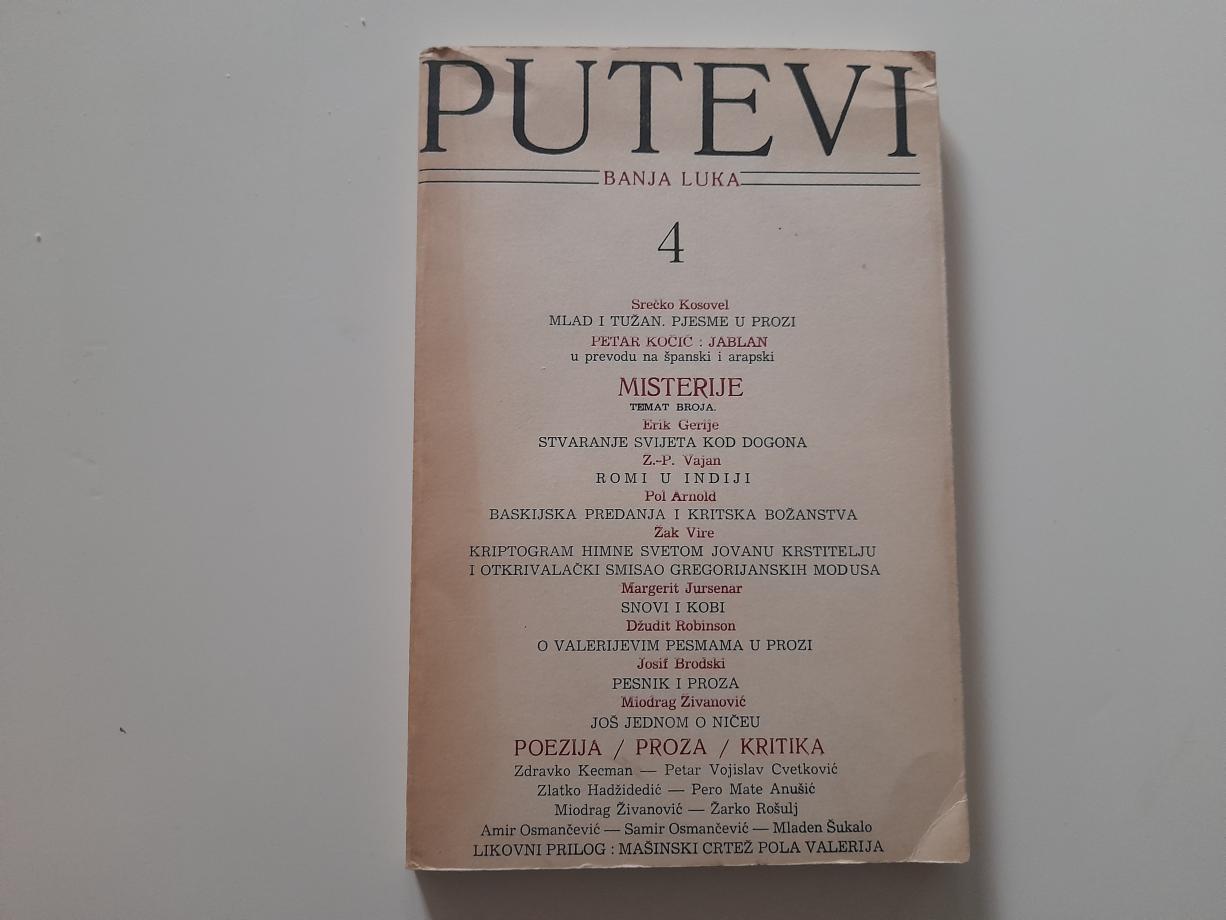 PUTEVI
BANJA LUKA
4
Srečko Kosovel
MLAD I TUŽAN. PJESME U PROZI
PETAR KOČIĆ : JABLAN
u prevodu na španski i arapski
MISTERIJE
TEMAT BROJA.
Erik Gerije
STVARANJE SVIJETA KOD DOGONA
Ž.-P. Vajan
ROMI U INDIJI
Pol Arnold
BASKIJSKA PREDANJA I KRITSKA BOŽANSTVA
Žak Vire
KRIPTOGRAM HIMNE SVETOM JOVANU KRSTITELJU
I OTKRIVALAČKI SMISAO GREGORIJANSKIH MODUSA
Margerit Jursenar
SNOVI I KOBI
Džudit Robinson
O VALERIJEVIM PESMAMA U PROZI
Josif Brodski
PESNIK I PROZA
Miodrag Živanović
JOŠ JEDNOM O NIČEU
POEZIJA / PROZA / KRITIKA
Zdravko Kecman — Petar Vojislav Cvetković
Zlatko Hadžidedić — Pero Mate Anušić
Miodrag Živanović — Žarko Rošulj
Amir Osmančević — Samir Osmančević — Mladen Šukalo
LIKOVNI PRILOG : MAŠINSKI CRTEŽ POLA VALERIJA